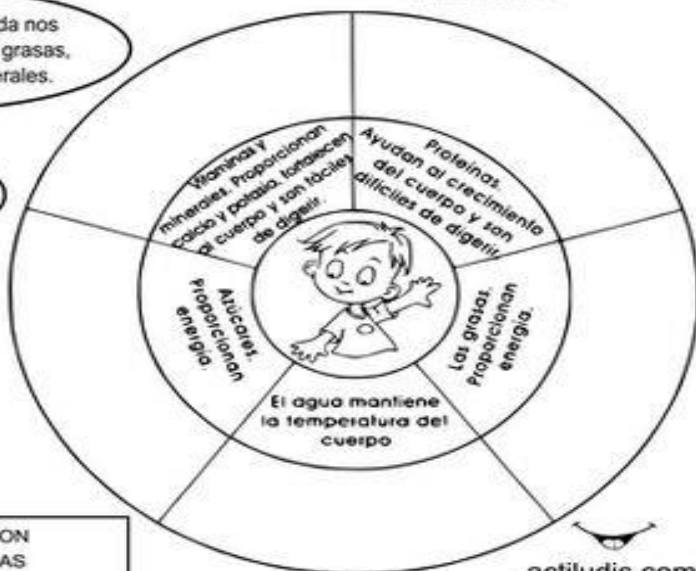 da nos
grasas,
rales.
Vitaminas y
minerales. Proporcionan
calcio y potasio, fortalecen
al cuerpo y son fáciles
de digerir.
Proteínas.
Ayudan al crecimiento
del cuerpo y son
difíciles de digerir.
Azúcares.
Proporcionan
energía.
Las grasas.
Proporcionan
energía.
El agua mantiene
la temperatura del
cuerpo
ON
AS
actiludis.com